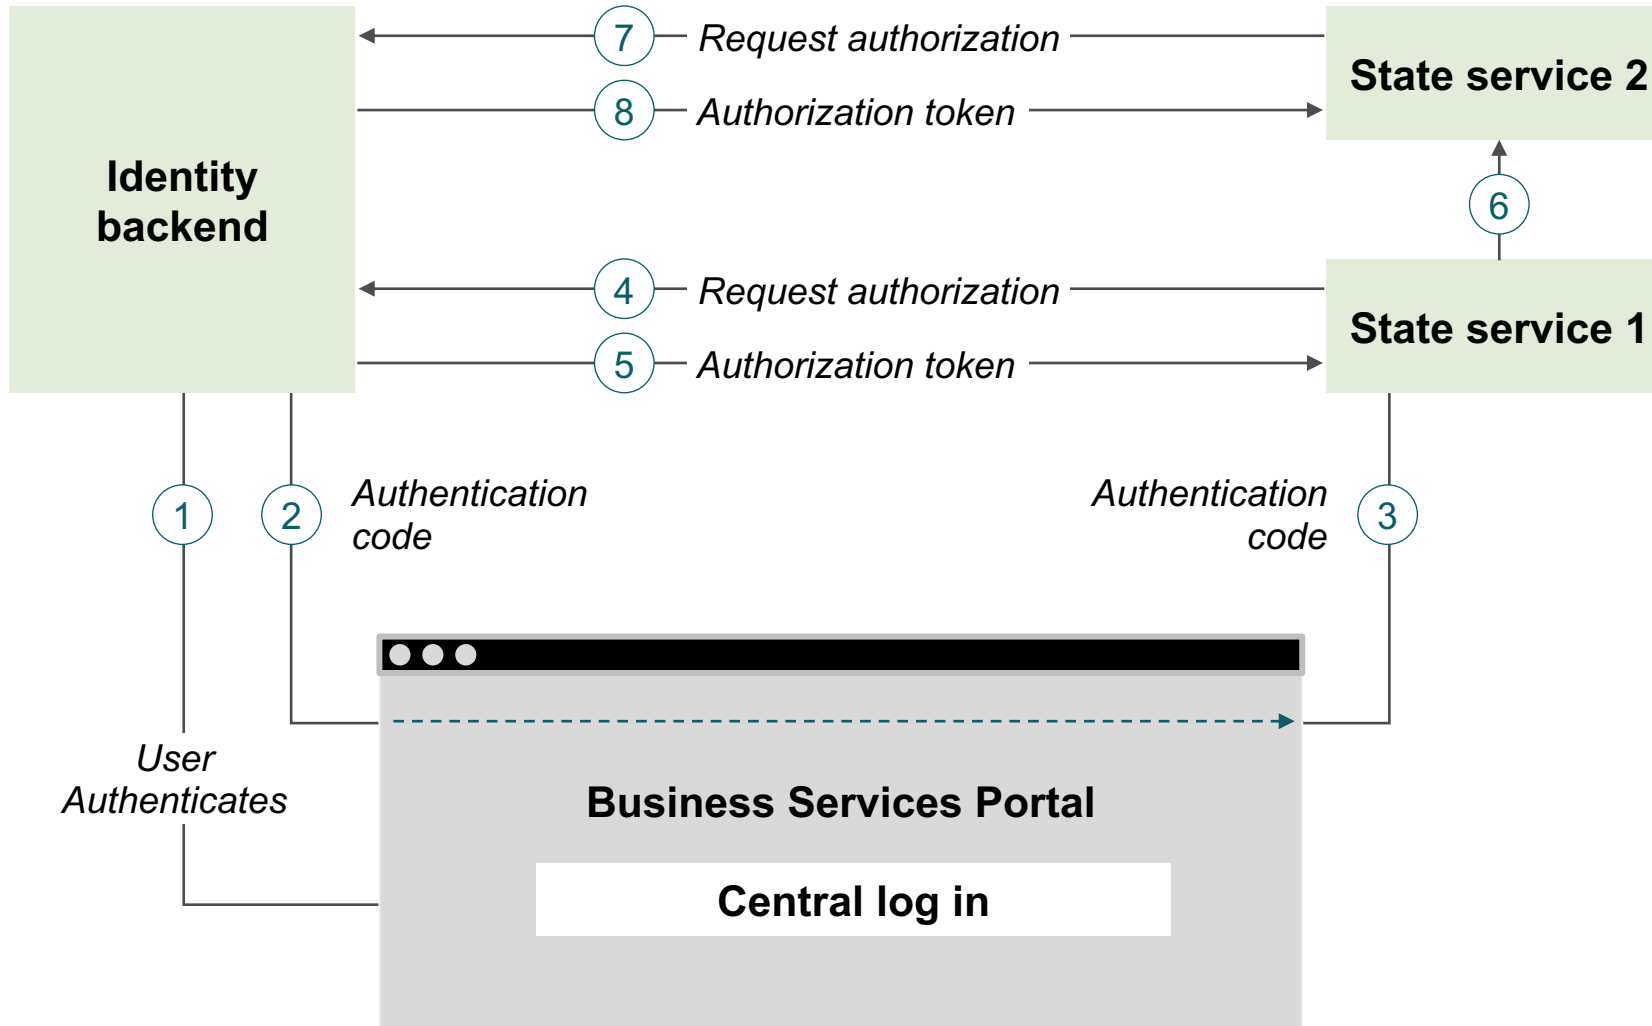 7
Request authorization
State service 2
8
Authorization token
Identity
backend
6
4
Request authorization
State service 1
5
Authorization token
1
2
Authentication
code
Authentication
code
3
User
Authenticates
Business Services Portal
Central log in